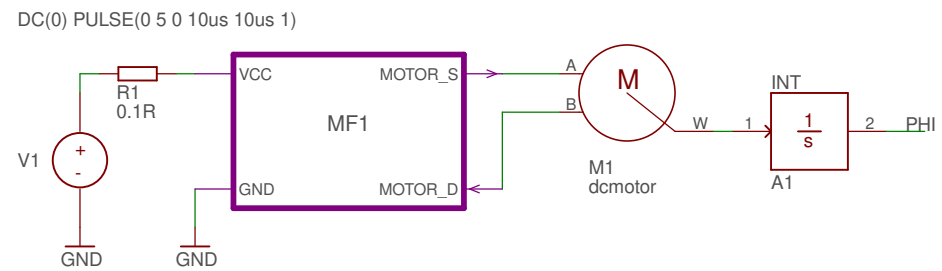 DC(0) PULSE(0 5 0 10us 10us 1)
VCC
MOTOR_S
A
M
INT
R1
0.1R
MF1
B
W
1
1
s
2
PHI
V1
+
-
GND
MOTOR_D
M1
dcmotor
A1
GND
GND